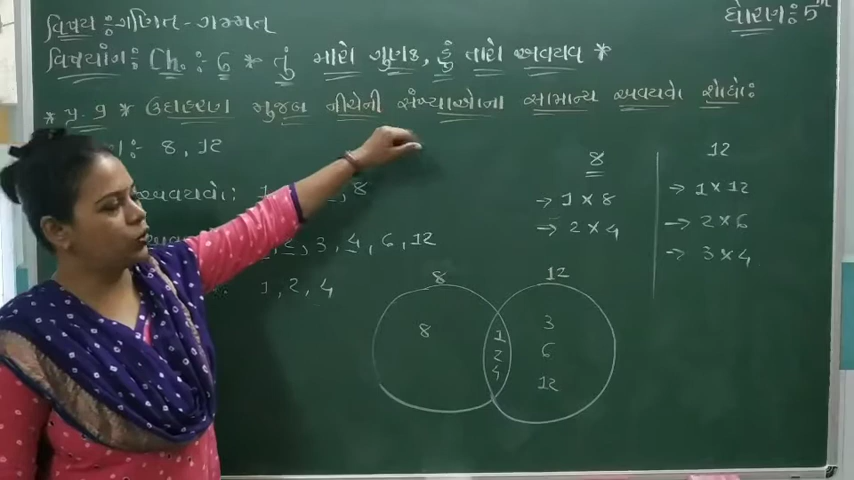 વિષય :- ગણિત-ગમ્મત
ધોરણ :- 5th
વિષયાંગ :- Ch. :- 6 * તું મારો ગુણક, હું તારો અવયવ *
* પ્ર. 1 * ઉદાહરણ મુજબ નીચેની સંખ્યાઓના સામાન્ય અવયવો શોધો :-
:- 8, 12
અવયવો : 1, 8
2, 3, 4, 6, 12
1, 2, 4
8
→ 1 × 8
→ 2 × 4
12
→ 1 × 12
→ 2 × 6
→ 3 × 4
8 12
8
1
2
4
3
6
12